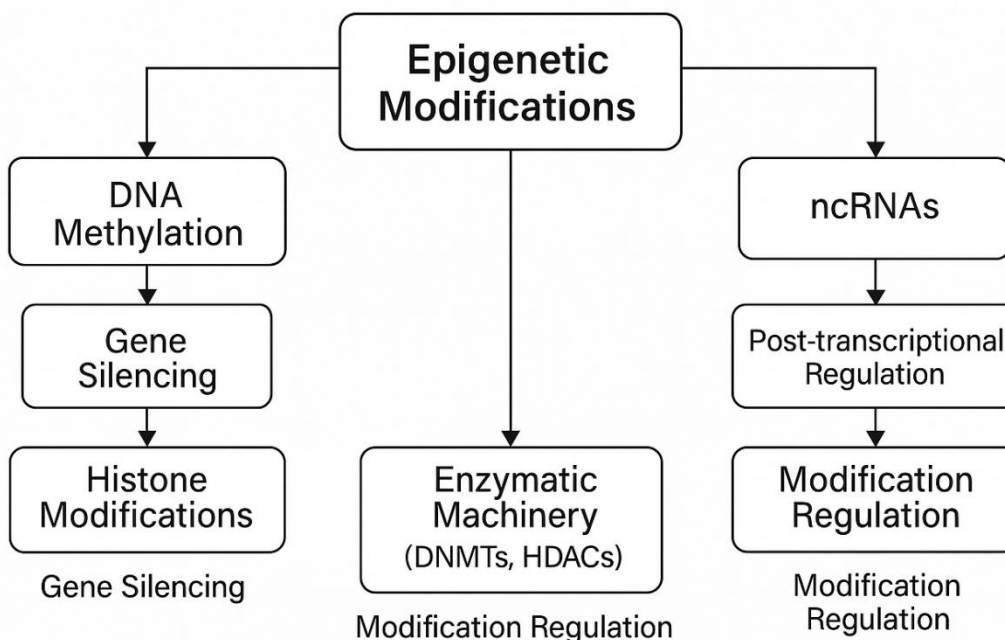 Epigenetic
Modifications
DNA
Methylation
Gene
Silencing
Histone
Modifications
Gene Silencing
Enzymatic
Machinery
(DNMTs, HDACs)
Modification Regulation
ncRNAs
Post-transcriptional
Regulation
Modification
Regulation
Modification
Regulation